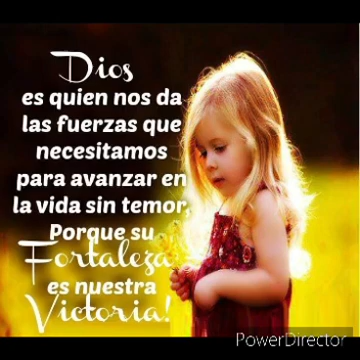 Dios
es quien nos da
las fuerzas que
necesitamos
para avanzar en
la vida sin temor,
Porque su
Fortaleza
es nuestra
Victoria!
PowerDirector